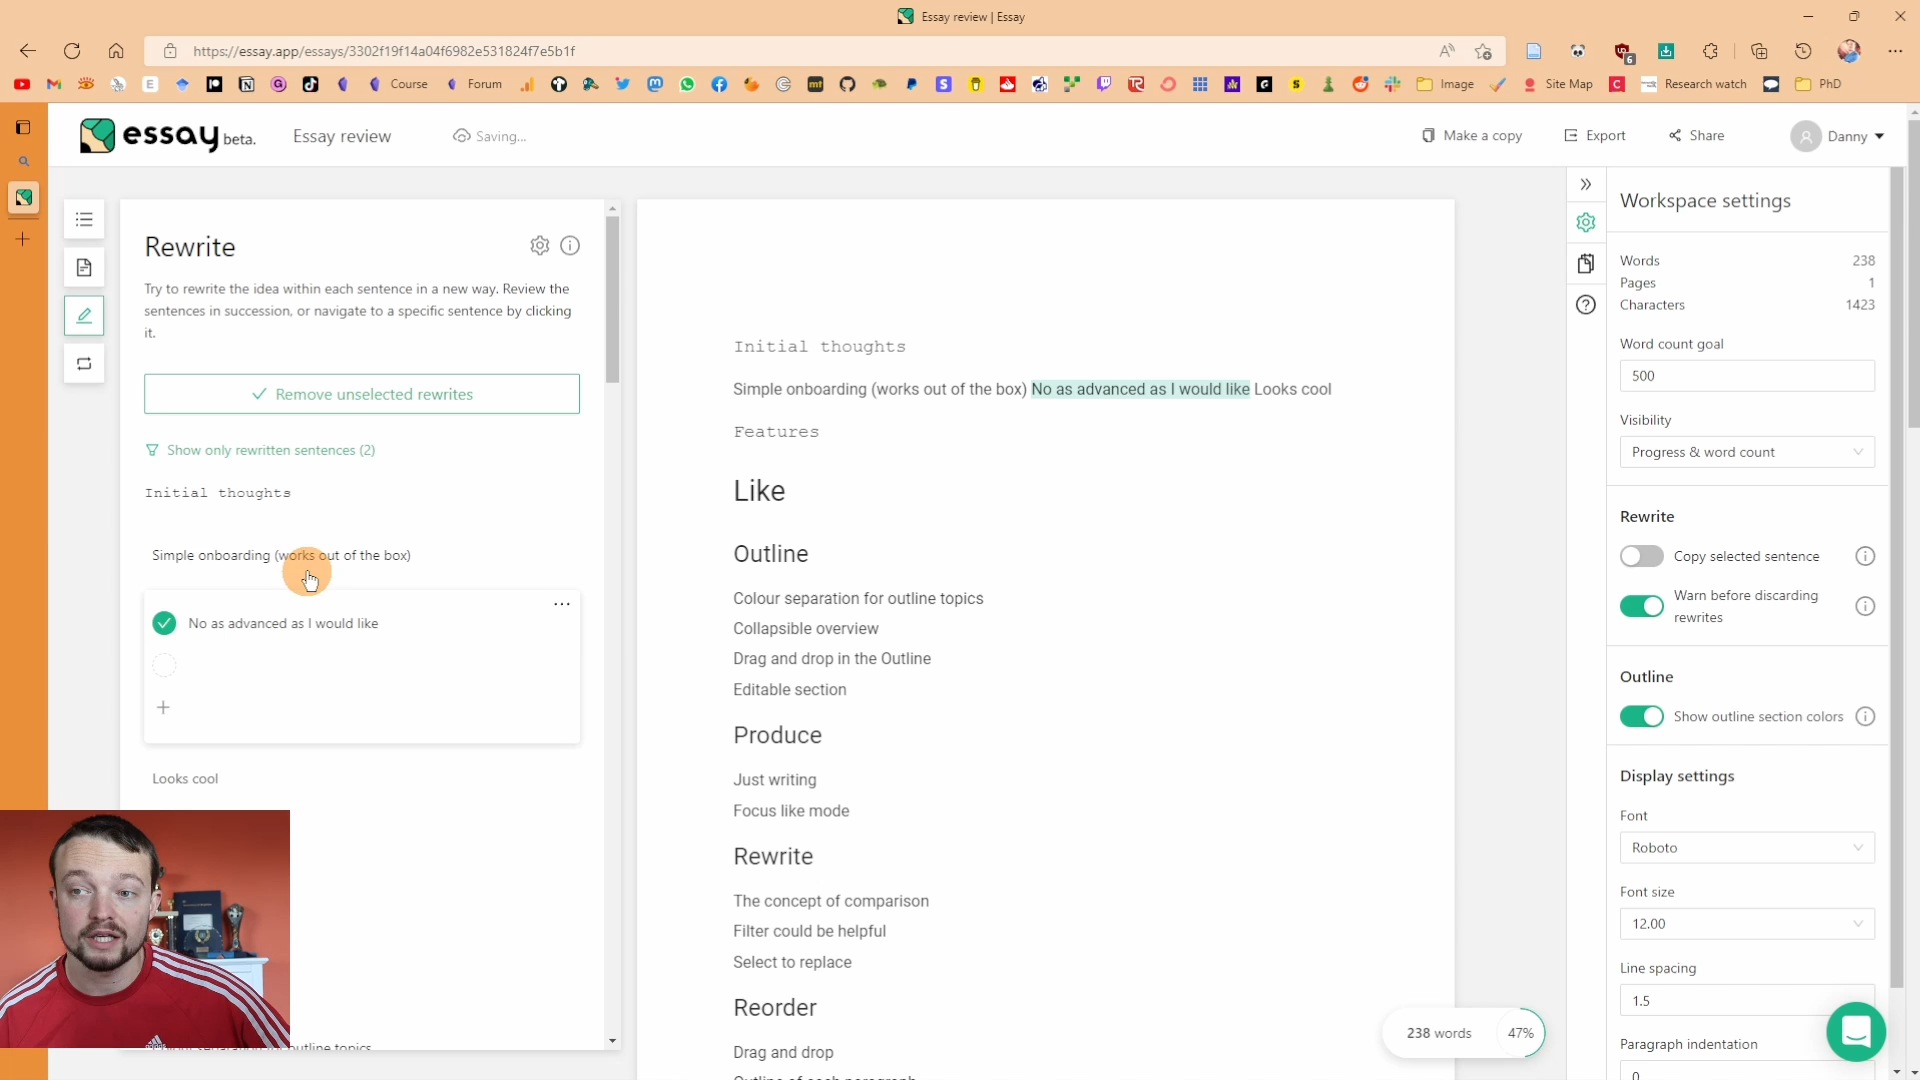 Essay review | Essay
https://essay.app/essays/3302f19f14a04f6982e531824f7e5b1f
6
Course
Forum
Image
Site Map
Research watch
PhD
essay beta.
Essay review
Saving...
Make a copy
Export
Share
Danny
Rewrite
Try to rewrite the idea within each sentence in a new way. Review the
sentences in succession, or navigate to a specific sentence by clicking
it.
Remove unselected rewrites
Show only rewritten sentences (2)
Initial thoughts
Simple onboarding (works out of the box)
No as advanced as I would like
Looks cool
outline topics
Initial thoughts
Simple onboarding (works out of the box) No as advanced as I would like Looks cool
Features
Like
Outline
Colour separation for outline topics
Collapsible overview
Drag and drop in the Outline
Editable section
Produce
Just writing
Focus like mode
Rewrite
The concept of comparison
Filter could be helpful
Select to replace
Reorder
Drag and drop
Outline of each paragraph
238 words
47%
Workspace settings
Words 238
Pages 1
Characters 1423
Word count goal
500
Visibility
Progress & word count
Rewrite
Copy selected sentence
Warn before discarding
rewrites
Outline
Show outline section colors
Display settings
Font
Roboto
Font size
12.00
Line spacing
1.5
Paragraph indentation
0